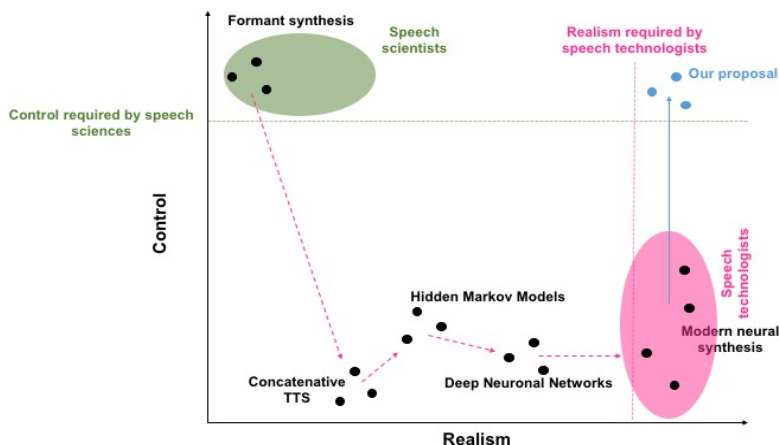 Formant synthesis
Speech
scientists
Realism required by
speech technologists
Our proposal
Control required by speech
sciences
Control
Speech
technologists
Hidden Markov Models
Modern neural
synthesis
Concatenative
TTS
Deep Neuronal Networks
Realism